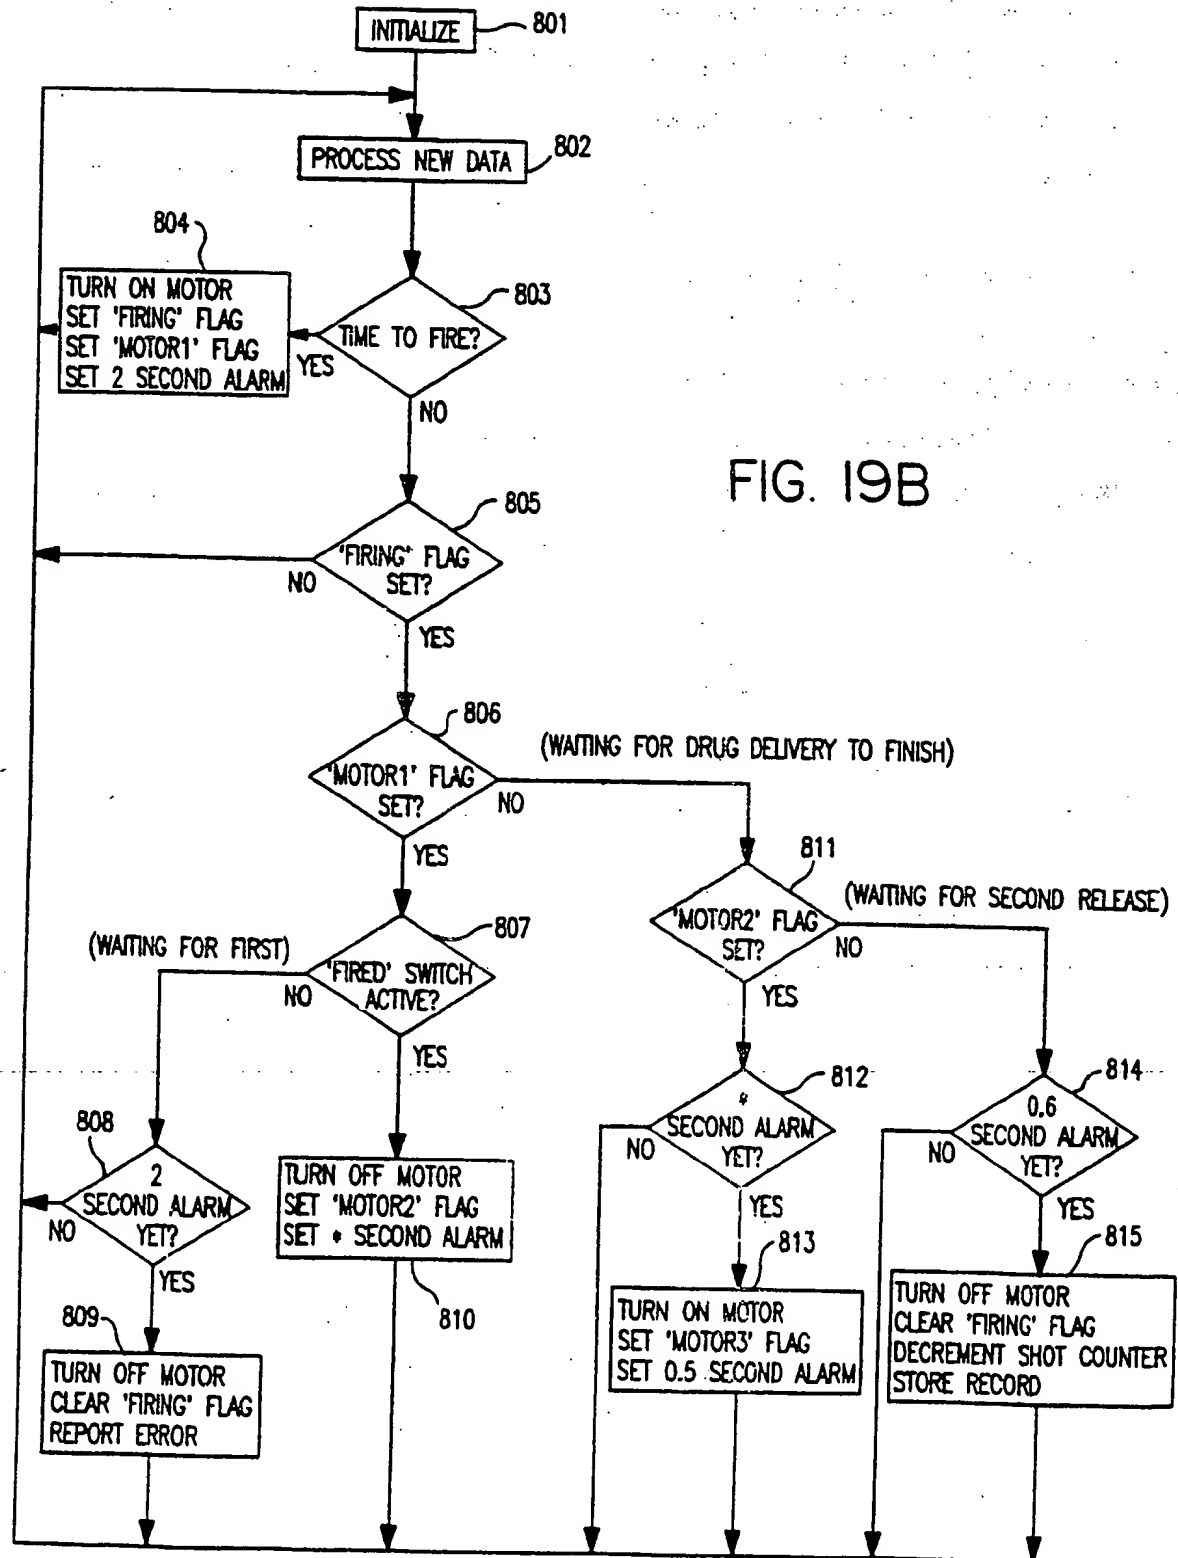 INITIALIZE
801
PROCESS NEW DATA
802
804
TURN ON MOTOR
SET 'FIRING' FLAG
SET 'MOTOR1' FLAG
SET 2 SECOND ALARM
803
TIME TO FIRE?
YES
NO
FIG. 19B
805
'FIRING' FLAG
SET?
NO
YES
806
'MOTOR1' FLAG
SET?
(WAITING FOR DRUG DELIVERY TO FINISH)
NO
YES
811
'MOTOR2' FLAG
SET?
(WAITING FOR SECOND RELEASE)
NO
YES
(WAITING FOR FIRST)
807
'FIRED' SWITCH
ACTIVE?
NO
YES
808
2
SECOND ALARM
YET?
NO
YES
809
TURN OFF MOTOR
CLEAR 'FIRING' FLAG
REPORT ERROR
TURN OFF MOTOR
SET 'MOTOR2' FLAG
SET * SECOND ALARM
810
812
*
SECOND ALARM
YET?
NO
YES
813
TURN ON MOTOR
SET 'MOTOR3' FLAG
SET 0.5 SECOND ALARM
814
0.6
SECOND ALARM
YET?
NO
YES
815
TURN OFF MOTOR
CLEAR 'FIRING' FLAG
DECREMENT SHOT COUNTER
STORE RECORD